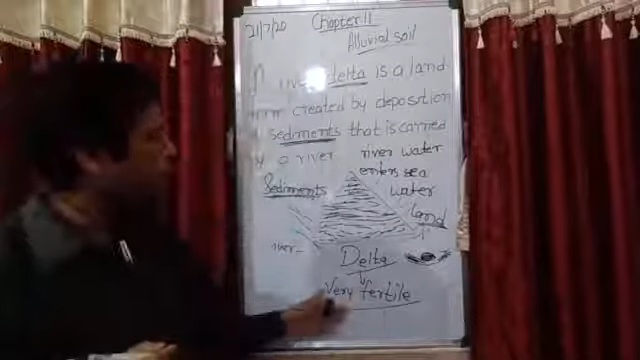 21/7/20 Chapter 11
Alluvial soil
delta is a land
created by deposition
sediments that is carried
a river
river water
enters sea
Sediments water
land
river
Delta
Very fertile